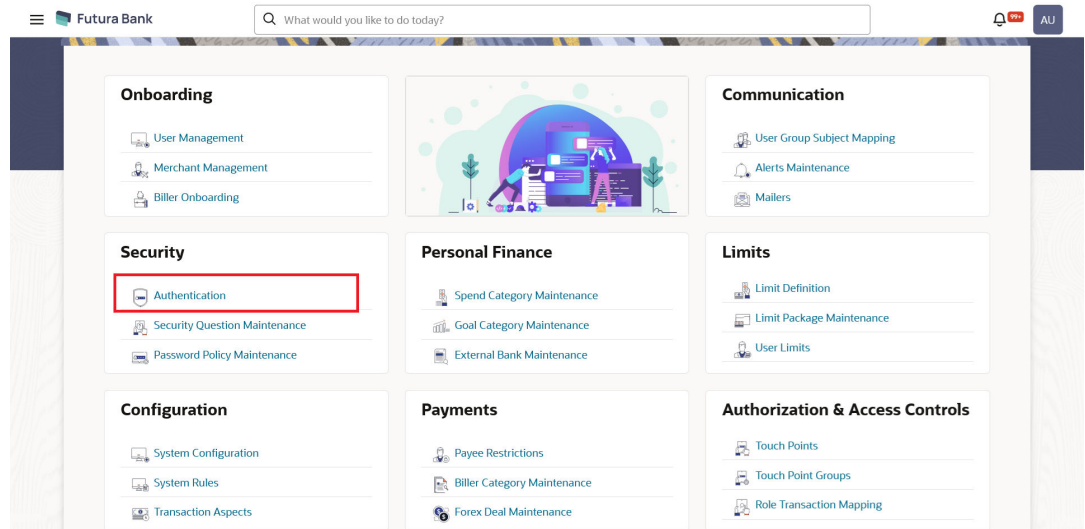 Futura Bank
What would you like to do today?
99+
AU
Onboarding
User Management
Merchant Management
Biller Onboarding
Communication
User Group Subject Mapping
Alerts Maintenance
Mailers
Security
Authentication
Security Question Maintenance
Password Policy Maintenance
Personal Finance
Spend Category Maintenance
Goal Category Maintenance
External Bank Maintenance
Limits
Limit Definition
Limit Package Maintenance
User Limits
Configuration
System Configuration
System Rules
Transaction Aspects
Payments
Payee Restrictions
Biller Category Maintenance
Forex Deal Maintenance
Authorization & Access Controls
Touch Points
Touch Point Groups
Role Transaction Mapping